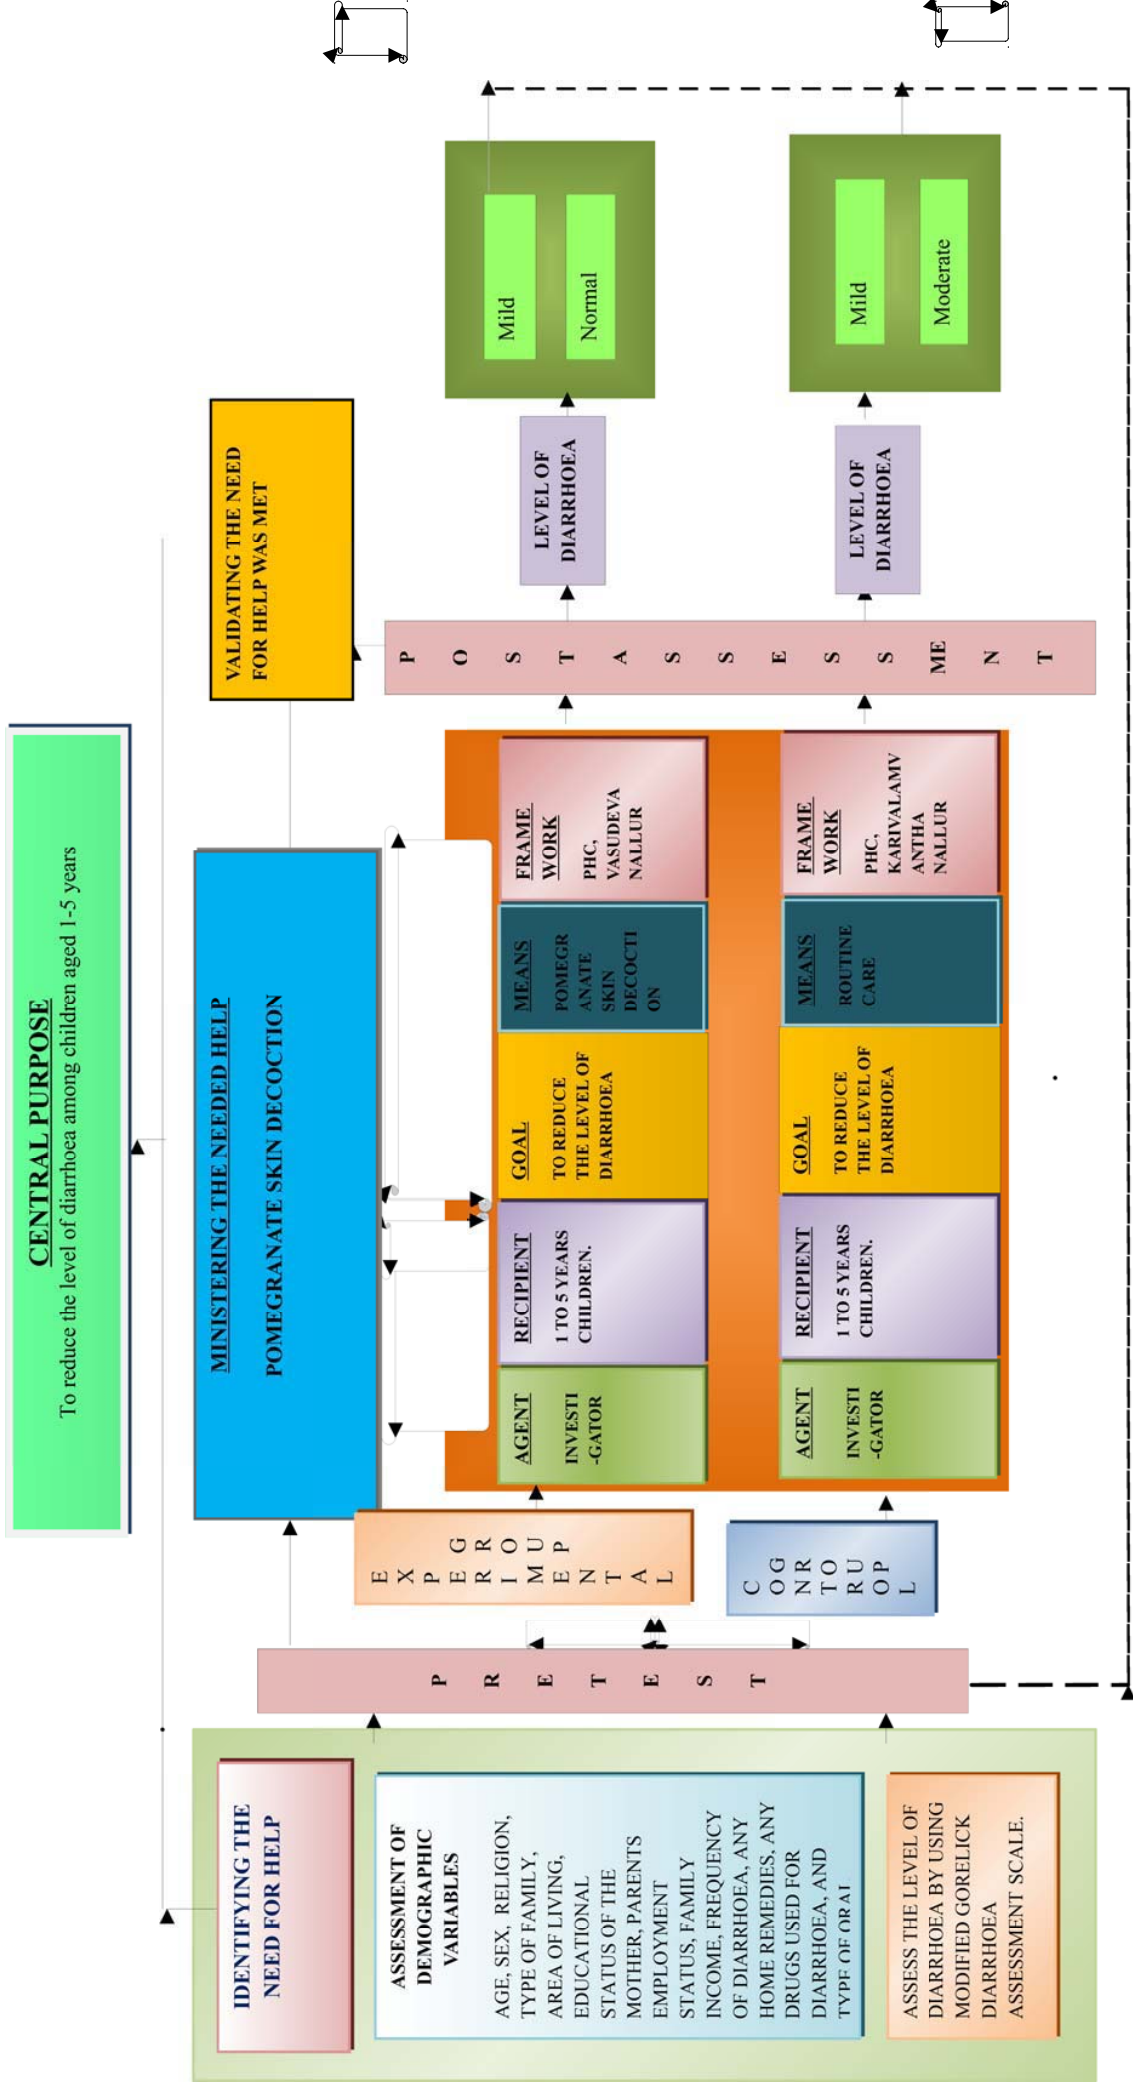 CENTRAL PURPOSE
To reduce the level of diarrhoea among children aged 1-5 years
IDENTIFYING THE
NEED FOR HELP
ASSESSMENT OF
DEMOGRAPHIC
VARIABLES
AGE, SEX, RELIGION,
TYPE OF FAMILY,
AREA OF LIVING,
EDUCATIONAL
STATUS OF THE
MOTHER, PARENTS
EMPLOYMENT
STATUS, FAMILY
INCOME, FREQUENCY
OF DIARRHOEA, ANY
HOME REMEDIES, ANY
DRUGS USED FOR
DIARRHOEA, AND
TYPE OF ORAL
ASSESS THE LEVEL OF
DIARRHOEA BY USING
MODIFIED GORELICK
DIARRHOEA
ASSESSMENT SCALE.
P
R
E
T
E
S
T
MINISTERING THE NEEDED HELP
POMEGRANATE SKIN DECOCTION
E
X
P G
E R
R R
I O
M U
E P
N
T
A
L
C
O G
N R
T O
R U
O P
L
AGENT
INVESTI
-GATOR
RECIPIENT
1 TO 5 YEARS
CHILDREN.
GOAL
TO REDUCE
THE LEVEL OF
DIARRHOEA
MEANS
POMEGR
ANATE
SKIN
DECOCTI
ON
FRAME
WORK
PHC,
VASUDEVA
NALLUR
AGENT
INVESTI
-GATOR
RECIPIENT
1 TO 5 YEARS
CHILDREN.
GOAL
TO REDUCE
THE LEVEL OF
DIARRHOEA
MEANS
ROUTINE
CARE
FRAME
WORK
PHC,
KARIVALAMV
ANTHA
NALLUR
VALIDATING THE NEED
FOR HELP WAS MET
P
O
S
T
A
S
S
E
S
S
ME
N
T
LEVEL OF
DIARRHOEA
Mild
Normal
LEVEL OF
DIARRHOEA
Mild
Moderate